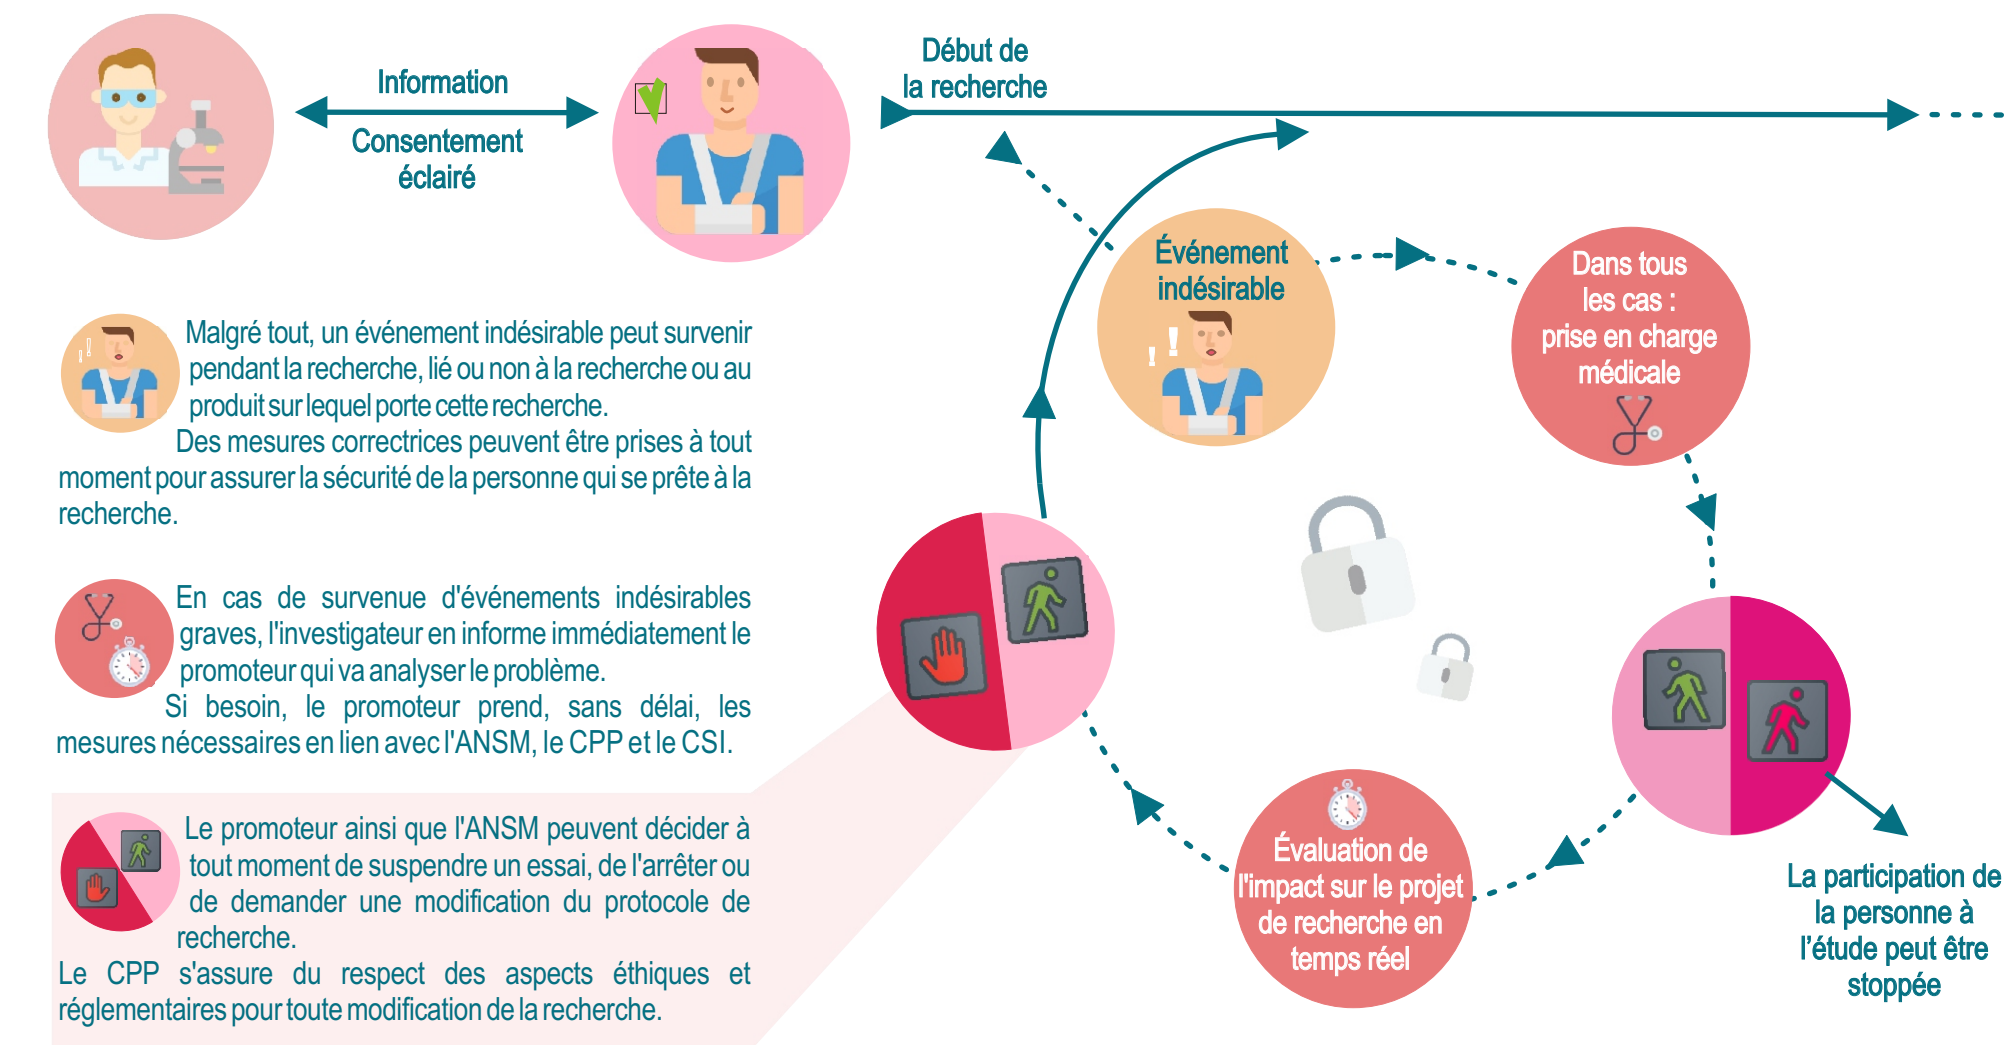 Information
Consentement
éclairé
Début de
la recherche
Événement
indésirable
Dans tous
les cas :
prise en charge
médicale
Malgré tout, un événement indésirable peut survenir
pendant la recherche, lié ou non à la recherche ou au
produit sur lequel porte cette recherche.
Des mesures correctrices peuvent être prises à tout
moment pour assurer la sécurité de la personne qui se prête à la
recherche.
En cas de survenue d'événements indésirables
graves, l'investigateur en informe immédiatement le
promoteur qui va analyser le problème.
Si besoin, le promoteur prend, sans délai, les
mesures nécessaires en lien avec l'ANSM, le CPP et le CSI.
Le promoteur ainsi que l'ANSM peuvent décider à
tout moment de suspendre un essai, de l'arrêter ou
de demander une modification du protocole de
recherche.
Le CPP s'assure du respect des aspects éthiques et
réglementaires pour toute modification de la recherche.
Évaluation de
l'impact sur le projet
de recherche en
temps réel
La participation de
la personne à
l’étude peut être
stoppée